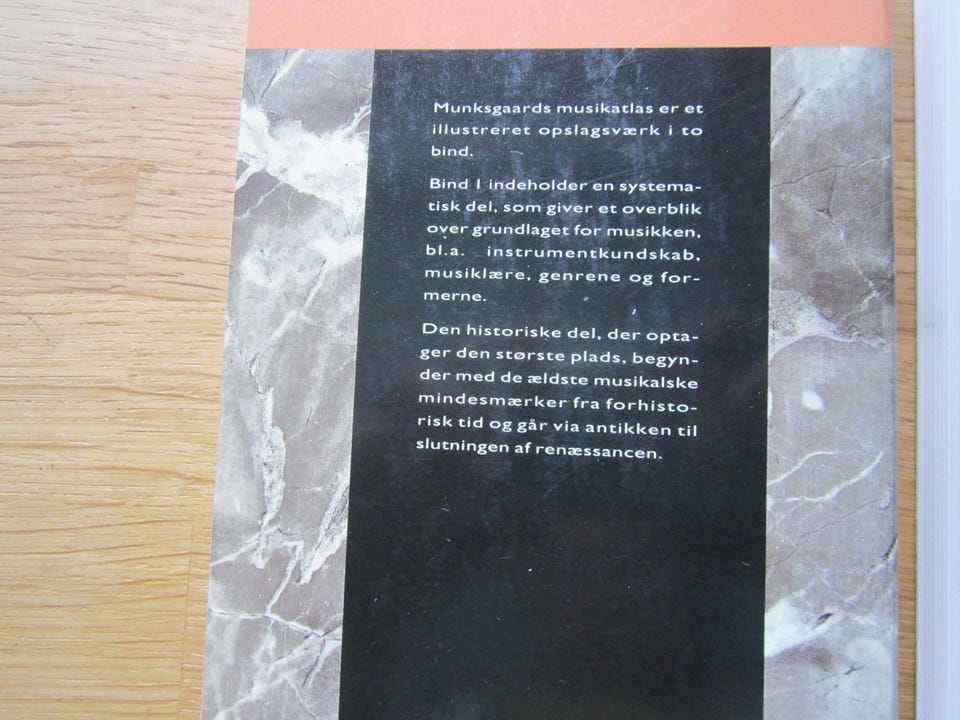 Munksgaards musikatlas er et
illustreret opslagsværk i to
bind.
Bind I indeholder en systema-
tisk del, som giver et overblik
over grundlaget for musikken,
bl.a. instrumentkundskab,
musiklære, genrene og for-
merne.
Den historiske del, der opta-
ger den største plads, begyn-
der med de ældste musikalske
mindesmærker fra forhisto-
risk tid og går via antikken til
slutningen af renæssancen.